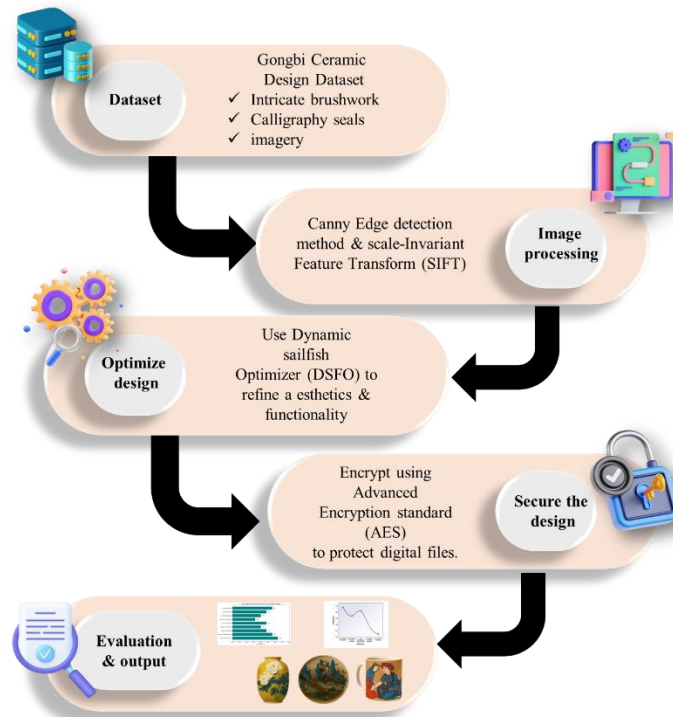 Dataset
Gongbi Ceramic
Design Dataset
✓ Intricate brushwork
✓ Calligraphy seals
✓ imagery
Canny Edge detection
method & scale-Invariant
Feature Transform (SIFT)
Image
processing
Optimize
design
Use Dynamic
sailfish
Optimizer (DSFO) to
refine a esthetics &
functionality
Encrypt using
Advanced
Encryption standard
(AES)
to protect digital files.
Secure the
design
Evaluation
& output